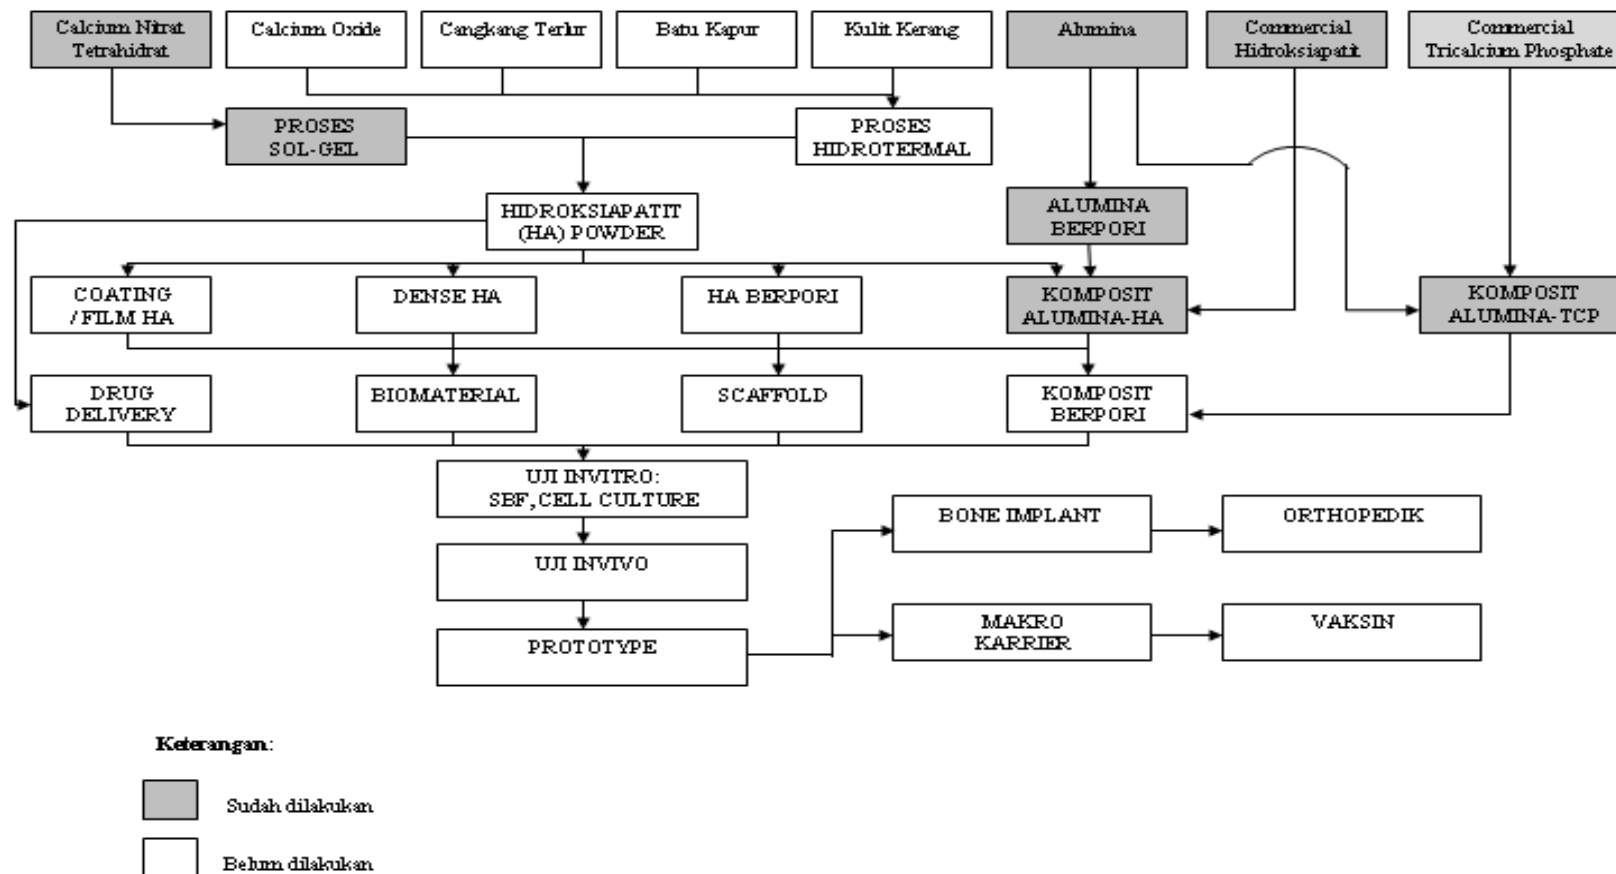 Calcium Nitrat
Tetrahidrat
Calcium Oxide
Cangkang Terlur
Batu Kapur
Kulit Kerang
Alumina
Commercial
Hidroksiapatit
Commercial
Tricalcium Phosphate
PROSES
SOL-GEL
PROSES
HIDROTERMAL
HIDROKSIAPATIT
(HA) POWDER
ALUMINA
BERPORI
COATING
/ FILM HA
DENSE HA
HA BERPORI
KOMPOSIT
ALUMINA-HA
KOMPOSIT
ALUMINA-TCP
DRUG
DELIVERY
BIOMATERIAL
SCAFFOLD
KOMPOSIT
BERPORI
UJI INVITRO:
SBF, CELL CULTURE
BONE IMPLANT
ORTHOPEDIK
UJI INVIVO
MAKRO
KARRIER
VAKSIN
PROTOTYPE
Keterangan:
Sudah dilakukan
Belum dilakukan